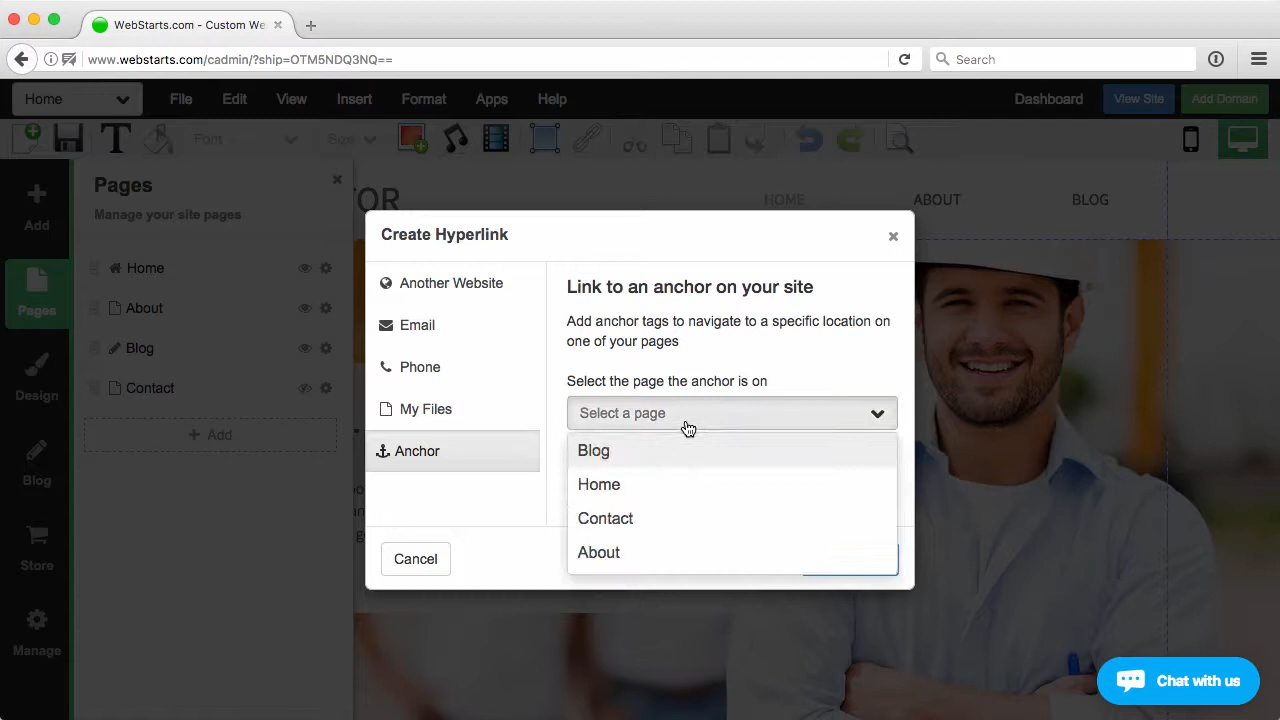 WebStarts.com - Custom We
www.webstarts.com/cadmin/?ship=OTM5NDQ3NQ==
Search
Home
File
Edit
View
Insert
Format
Apps
Help
Dashboard
View Site
Add Domain
T
Font
Size
Add
Pages
Design
Blog
Store
Manage
Pages
Manage your site pages
Home
About
Blog
Contact
+ Add
TOR
HOME
ABOUT
BLOG
Create Hyperlink
Another Website
Email
Phone
My Files
Anchor
Link to an anchor on your site
Add anchor tags to navigate to a specific location on
one of your pages
Select the page the anchor is on
Select a page
Blog
Home
Contact
About
Cancel
Chat with us